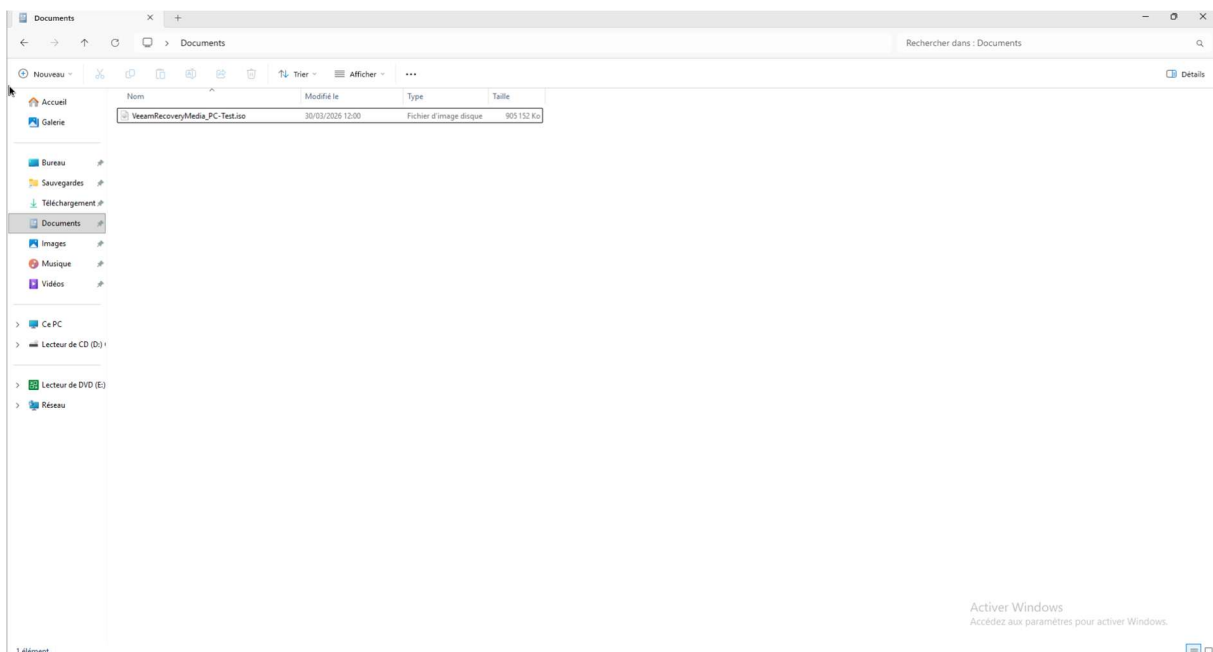 Documents
Documents
Rechercher dans : Documents
Nouveau
Trier
Afficher
Détails
Accueil
Galerie
Bureau
Sauvegardes
Téléchargement
Documents
Images
Musique
Vidéos
Ce PC
Lecteur de CD (D:)
Lecteur de DVD (E:)
Réseau
Nom Modifié le Type Taille
VeeamRecoveryMedia_PC-Test.iso 30/03/2026 12:00 Fichier d'image disque 905 152 Ko
Activer Windows
Accédez aux paramètres pour activer Windows.
1 élément